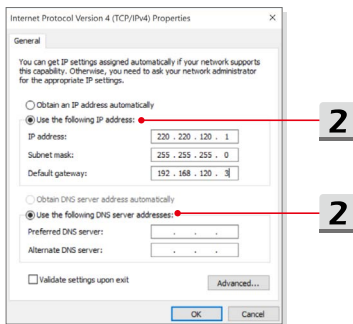 Internet Protocol Version 4 (TCP/IPv4) Properties
General
You can get IP settings assigned automatically if your network supports
this capability. Otherwise, you need to ask your network administrator
for the appropriate IP settings.
Obtain an IP address automatically
Use the following IP address:
2
IP address: 220 . 220 . 120 . 1
Subnet mask: 255 . 255 . 255 . 0
Default gateway: 192 . 168 . 120 . 3
Obtain DNS server address automatically
Use the following DNS server addresses:
2
Preferred DNS server: . . .
Alternate DNS server: . . .
Validate settings upon exit
Advanced...
OK Cancel